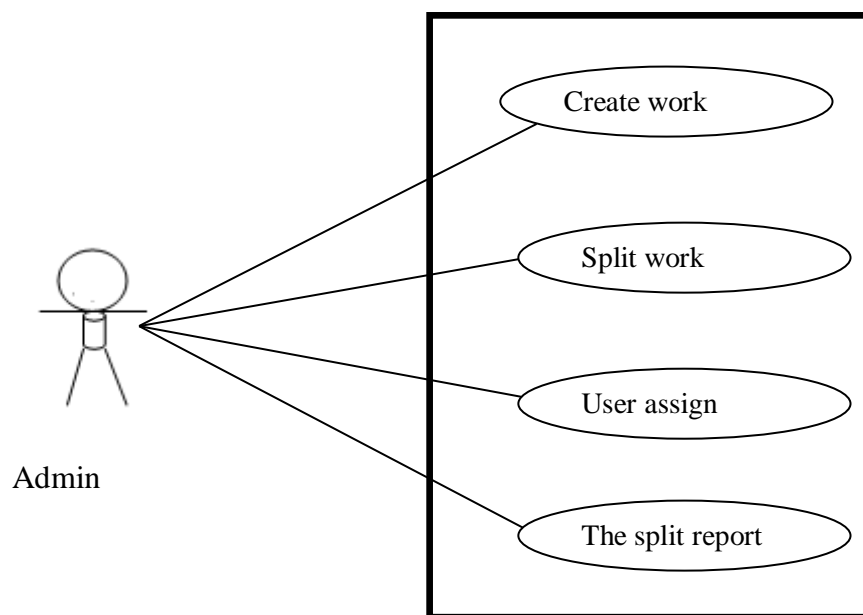 Create work
Split work
User assign
Admin
The split report